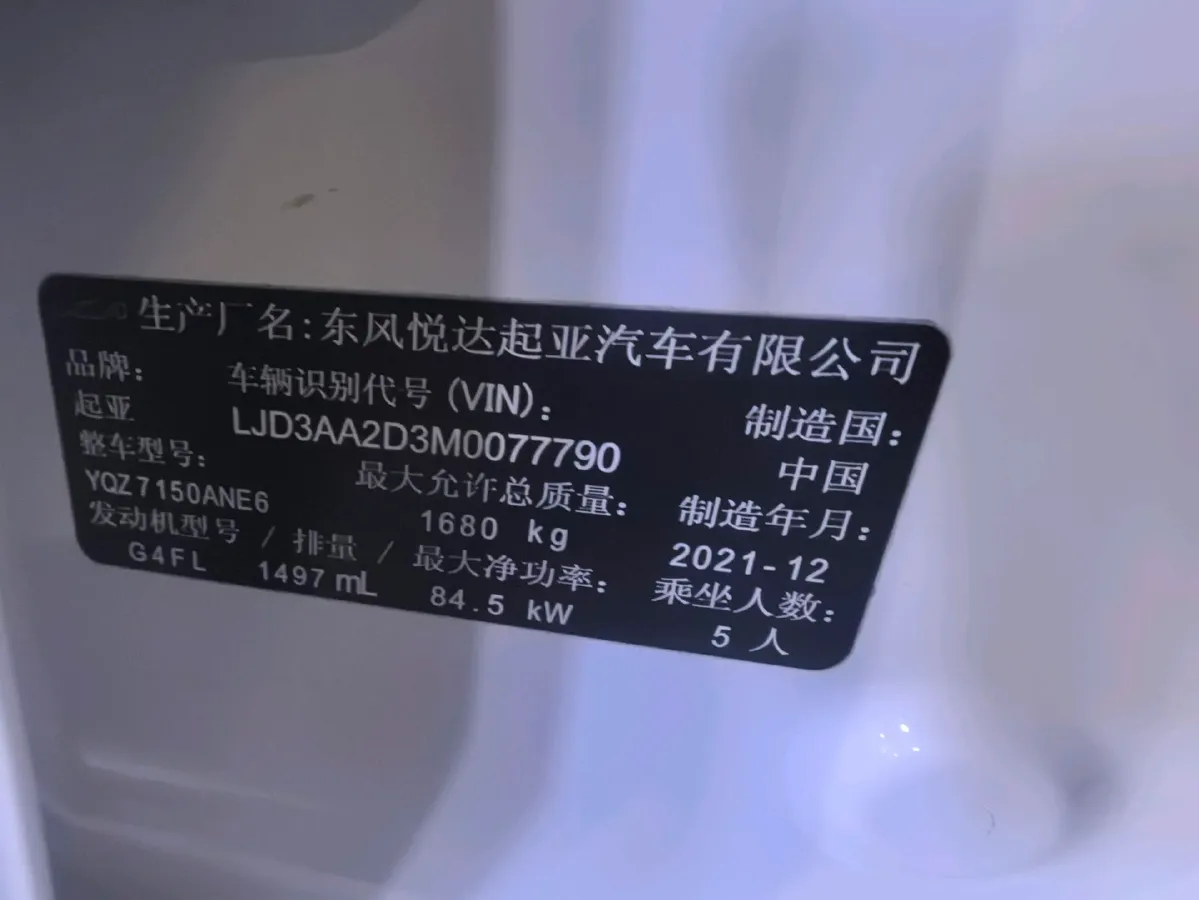 生产厂名：东风悦达起亚汽车有限公司
品牌： 车辆识别代号 (VIN)： 制造国：
起亚 LJD3AA2D3M0077790 中国
整车型号： 最大允许总质量： 制造年月：
YQZ7150ANE6 1680 kg 2021-12
发动机型号 / 排量 / 最大净功率： 乘坐人数：
G4FL 1497 mL 84.5 kW 5 人